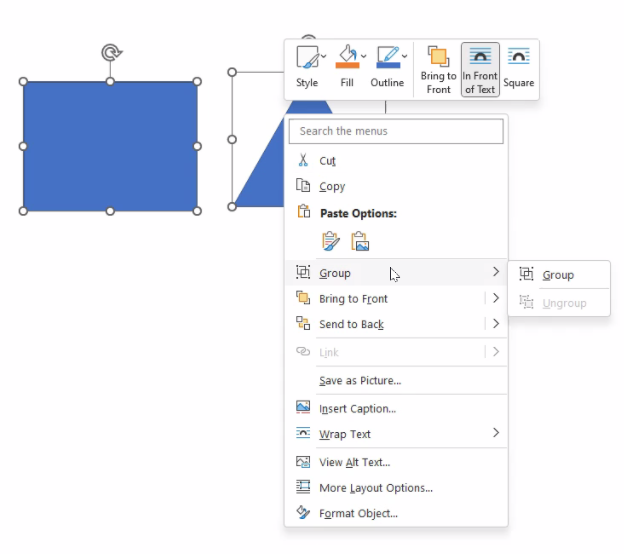 Style
Fill
Outline
Bring to
Front
In Front
of Text
Square
Search the menus
Cut
Copy
Paste Options:
Group
Bring to Front
Send to Back
Link
Save as Picture...
Insert Caption...
Wrap Text
View Alt Text...
More Layout Options...
Format Object...
Group
Ungroup